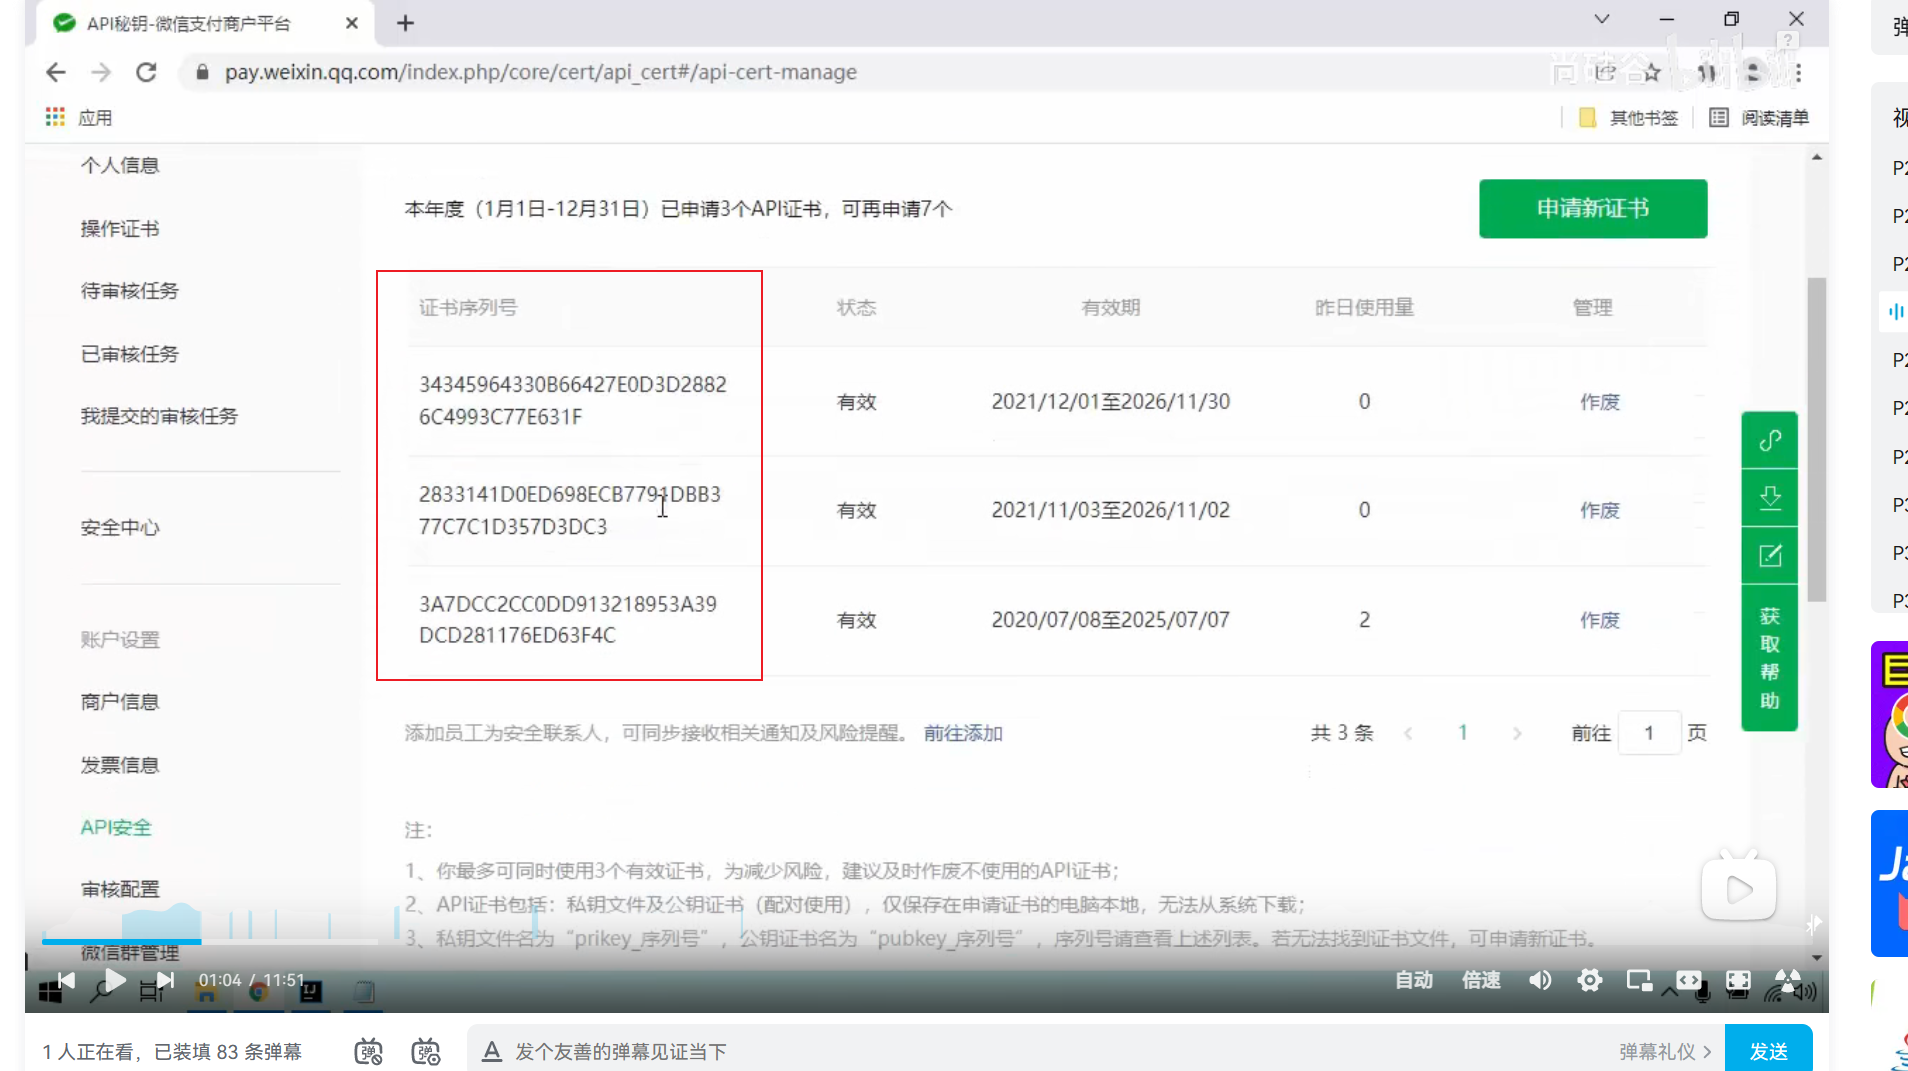 API秘钥-微信支付商户平台
pay.weixin.qq.com/index.php/core/cert/api_cert#/api-cert-manage
尚硅谷 bilibili
应用
其他书签
阅读清单
个人信息
操作证书
待审核任务
已审核任务
我提交的审核任务
安全中心
账户设置
商户信息
发票信息
API安全
审核配置
微信群管理
本年度（1月1日-12月31日）已申请3个API证书，可再申请7个
申请新证书
证书序列号 状态 有效期 昨日使用量 管理
34345964330B66427E0D3D2882
6C4993C77E631F
有效 2021/12/01至2026/11/30 0 作废
2833141D0ED698ECB7791DBB3
77C7C1D357D3DC3
有效 2021/11/03至2026/11/02 0 作废
3A7DCC2CC0DD913218953A39
DCD281176ED63F4C
有效 2020/07/08至2025/07/07 2 作废
添加员工为安全联系人，可同步接收相关通知及风险提醒。 前往添加
共 3 条 1 前往 1 页
获
取
帮
助
注：
1、你最多可同时使用3个有效证书，为减少风险，建议及时作废不使用的API证书；
2、API证书包括：私钥文件及公钥证书（配对使用），仅保存在申请证书的电脑本地，无法从系统下载；
3、私钥文件名为“prikey_序列号”，公钥证书名为“pubkey_序列号”，序列号请查看上述列表。若无法找到证书文件，可申请新证书。
01:04 / 11:51
自动 倍速
1 人正在看，已装填 83 条弹幕
发个友善的弹幕见证当下
弹幕礼仪
发送